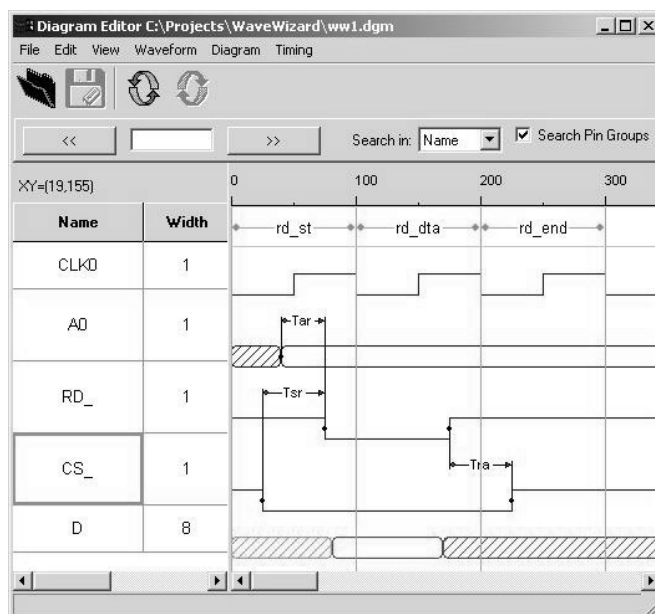 Diagram Editor C:\Projects\WaveWizard\ww1.dgm
File Edit View Waveform Diagram Timing
<< >> Search in: Name Search Pin Groups
XY=(19,155) 0 100 200 300
Name Width rd_st rd_dta rd_end
CLK0 1
A0 1 Tar
RD_ 1 Tsr
CS_ 1 Tra
D 8